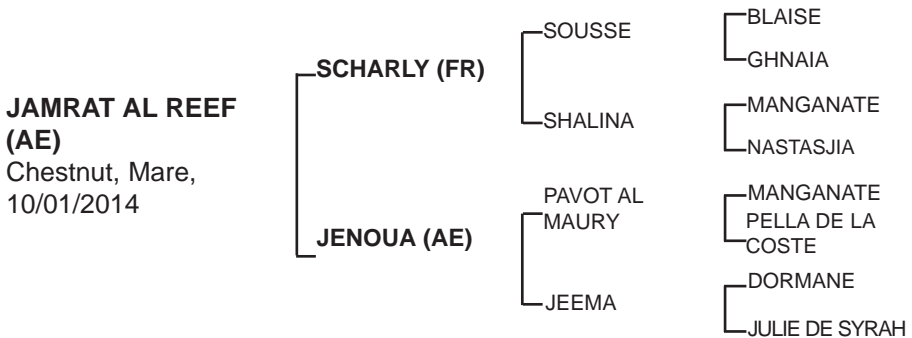 JAMRAT AL REEF
(AE)
Chestnut, Mare,
10/01/2014
SCHARLY (FR)
JENOUA (AE)
SOUSSE
SHALINA
PAVOT AL
MAURY
JEEMA
BLAISE
GHNAIA
MANGANATE
NASTASJIA
MANGANATE
PELLA DE LA
COSTE
DORMANE
JULIE DE SYRAH